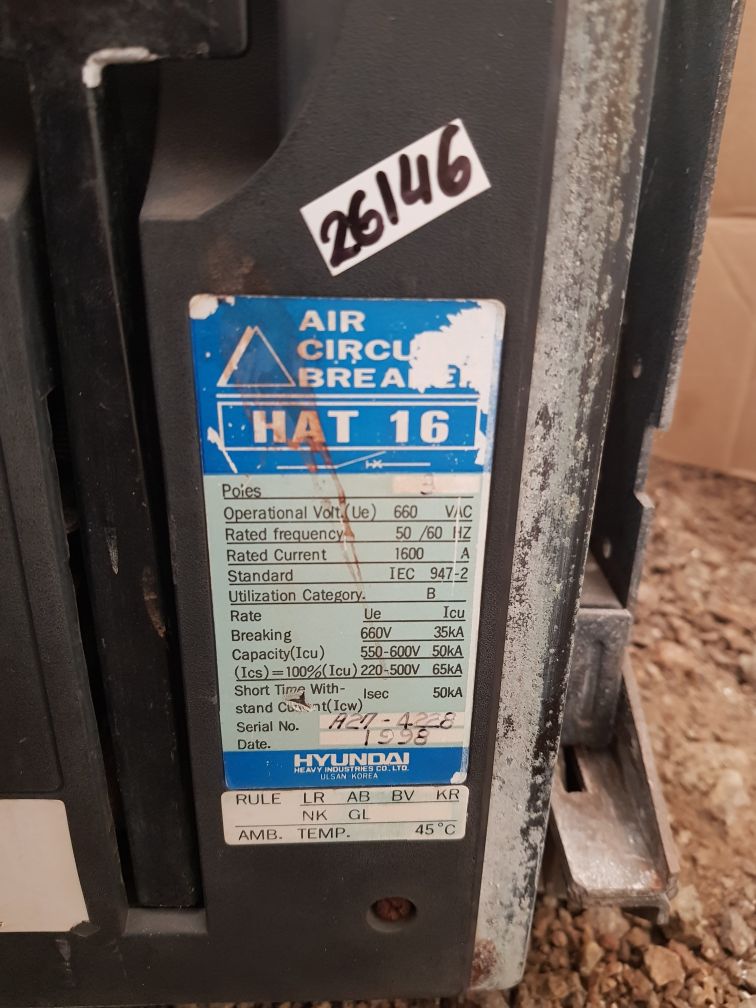 26146
AIR
CIRCU
BREA
HAT 16
Poles 3
Operational Volt.(Ue) 660 VAC
Rated frequency 50 /60 HZ
Rated Current 1600 A
Standard IEC 947-2
Utilization Category. B
Rate Ue Icu
Breaking 660V 35kA
Capacity(Icu) 550-600V 50kA
(Ics)=100%(Icu) 220-500V 65kA
Short Time With- 1sec 50kA
stand (Icw)
Serial No. A27-4228
Date. 1998
HYUNDAI
HEAVY INDUSTRIES CO., LTD.
ULSAN KOREA
RULE LR AB BV KR
NK GL
AMB. TEMP. 45°C